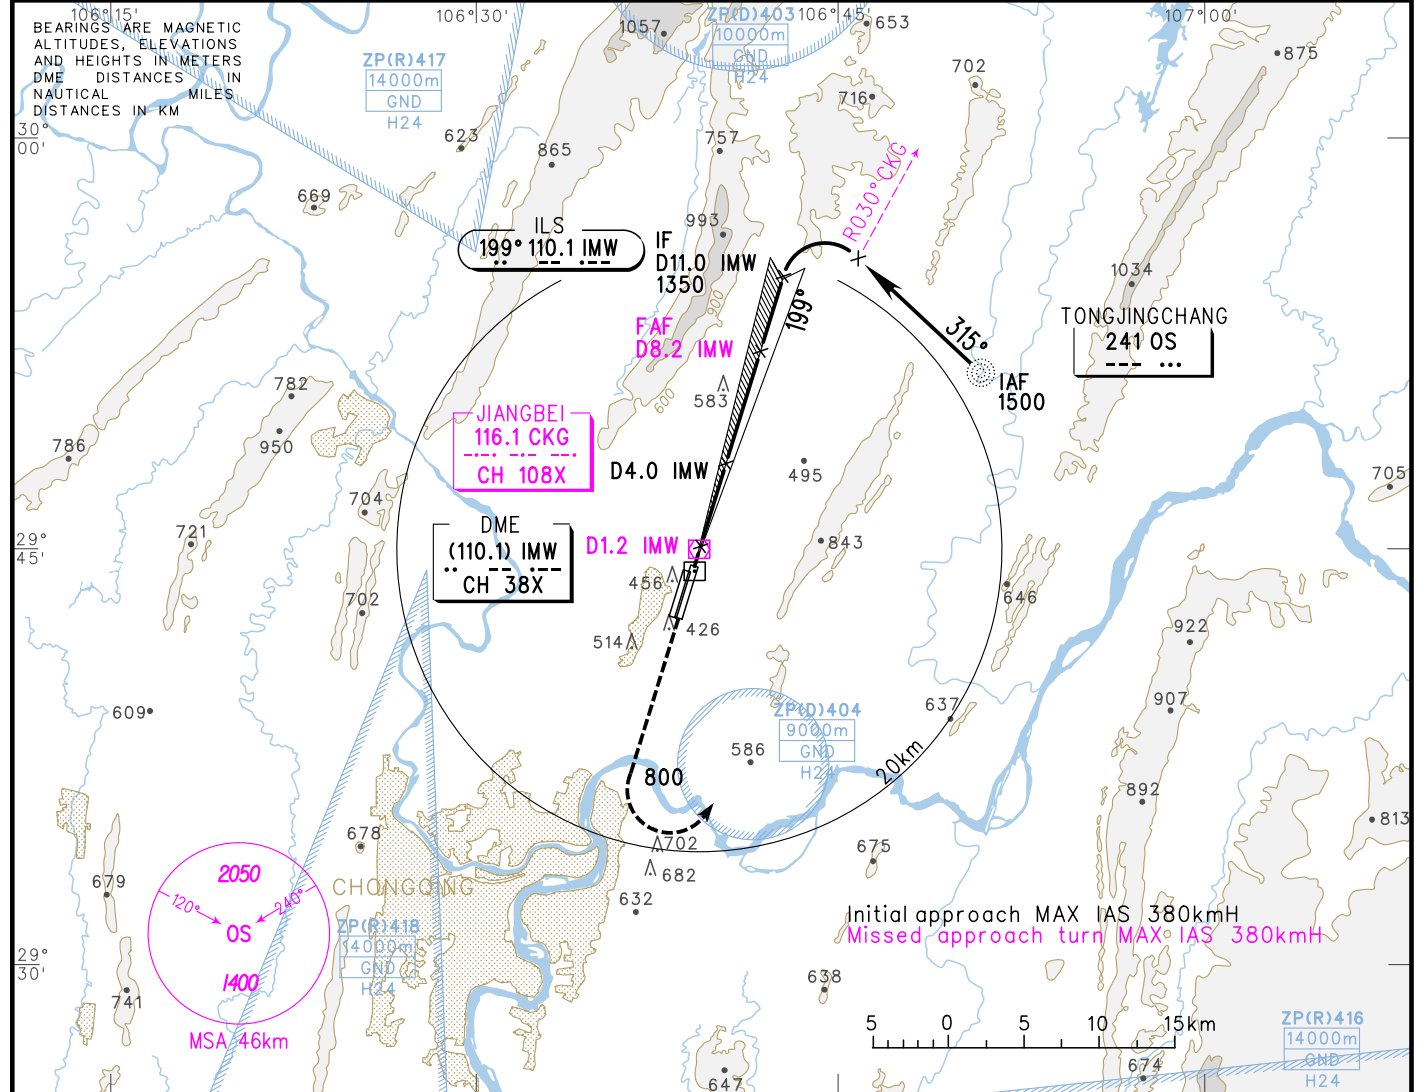 106°15'
106°30'
106°45'
107°00'
BEARINGS ARE MAGNETIC
ALTITUDES, ELEVATIONS
AND HEIGHTS IN METERS
DME DISTANCES IN
NAUTICAL MILES
DISTANCES IN KM
30°
00'
ZP(R)417
14000m
GND
H24
ZP(D)403
10000m
GND
H24
1057
653
875
702
716
623
865
757
669
993
R030°CKG
ILS
199° 110.1 IMW
IF
D11.0 IMW
1350
900
1034
199°
TONGJINGCHANG
241 OS
315°
IAF
1500
FAF
D8.2 IMW
600
583
782
950
786
JIANGBEI
116.1 CKG
CH 108X
D4.0 IMW
495
705
704
721
29°
45'
DME
(110.1) IMW
CH 38X
D1.2 IMW
843
456
646
702
426
514
922
609
907
637
ZP(D)404
9000m
GND
H24
586
800
20km
892
813
678
702
682
675
679
632
CHONGQING
2050
120°
240°
OS
1400
MSA 46km
ZP(R)418
14000m
GND
H24
Initial approach MAX IAS 380kmH
Missed approach turn MAX IAS 380kmH
29°
30'
741
638
5 0 5 10 15km
ZP(R)416
14000m
GND
H24
674
647